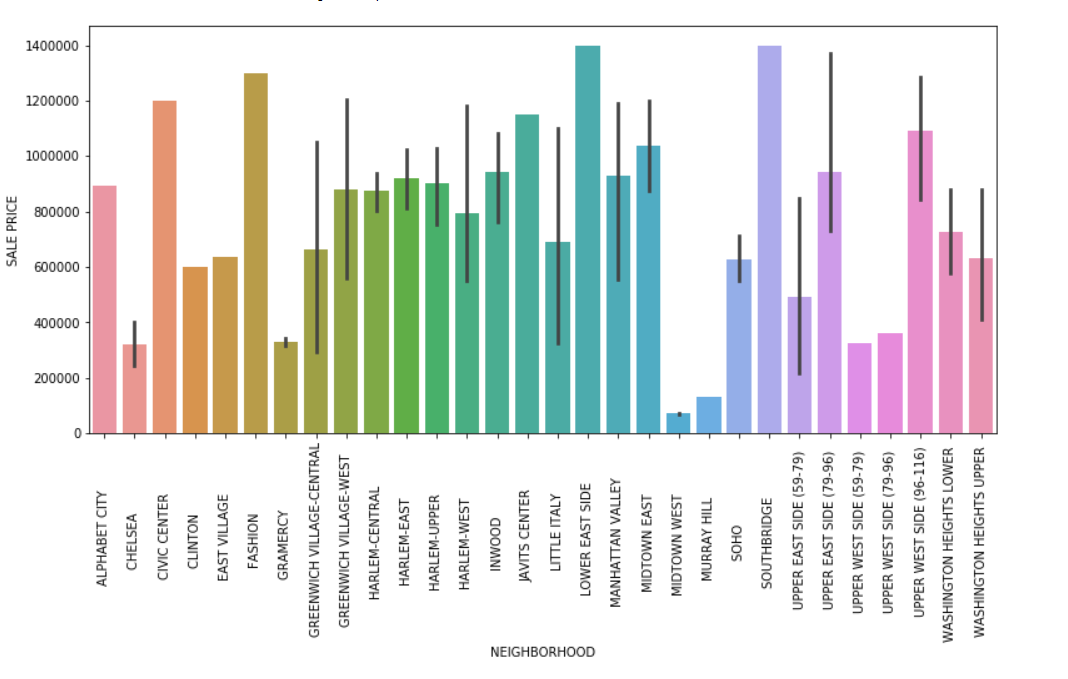 1400000
1200000
1000000
800000
600000
400000
200000
0
SALE PRICE
ALPHABET CITY
CHELSEA
CIVIC CENTER
CLINTON
EAST VILLAGE
FASHION
GRAMERCY
GREENWICH VILLAGE-CENTRAL
GREENWICH VILLAGE-WEST
HARLEM-CENTRAL
HARLEM-EAST
HARLEM-UPPER
HARLEM-WEST
INWOOD
JAVITS CENTER
LITTLE ITALY
LOWER EAST SIDE
MANHATTAN VALLEY
MIDTOWN EAST
MIDTOWN WEST
MURRAY HILL
SOHO
SOUTHBRIDGE
UPPER EAST SIDE (59-79)
UPPER EAST SIDE (79-96)
UPPER WEST SIDE (59-79)
UPPER WEST SIDE (79-96)
UPPER WEST SIDE (96-116)
WASHINGTON HEIGHTS LOWER
WASHINGTON HEIGHTS UPPER
NEIGHBORHOOD